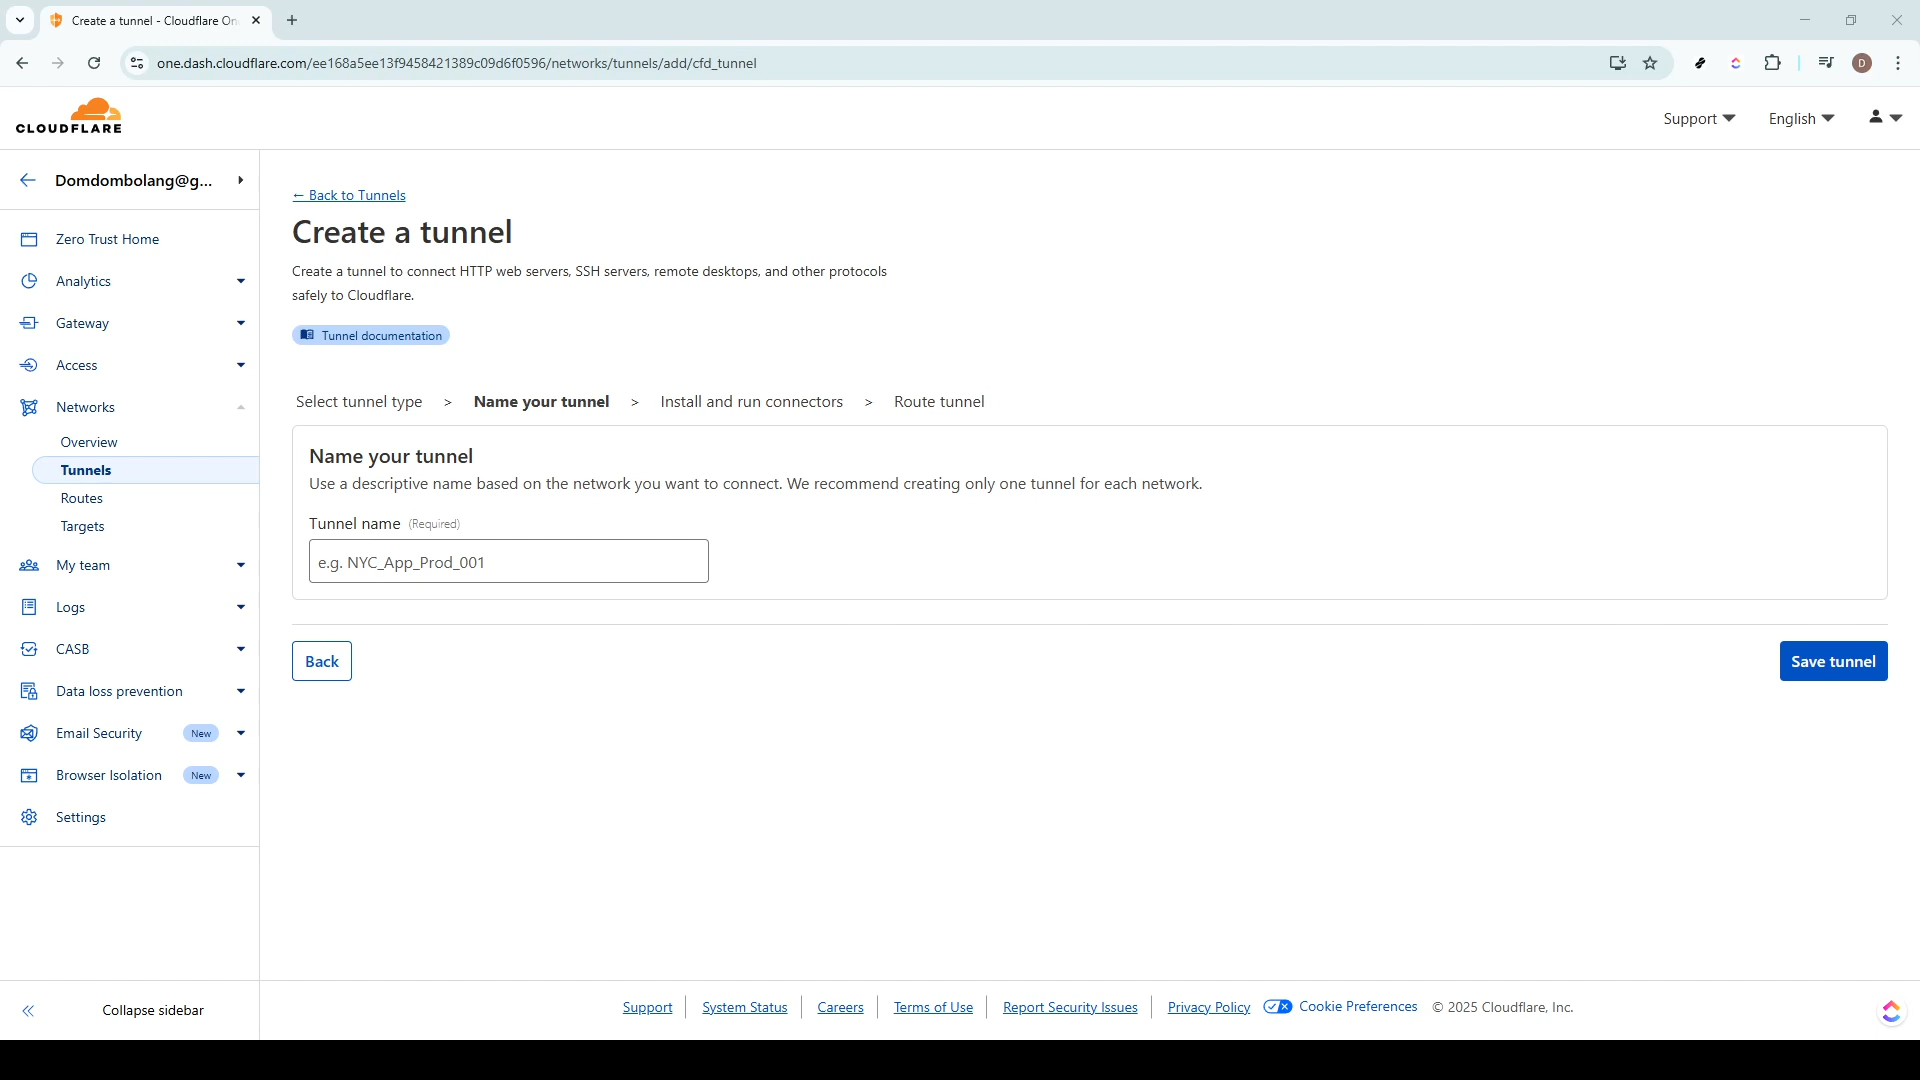 Create a tunnel - Cloudflare On
one.dash.cloudflare.com/ee168a5ee13f9458421389c09d6f0596/networks/tunnels/add/cfd_tunnel
D
CLOUDFLARE
Support
English
Domdombolang@g...
Zero Trust Home
Analytics
Gateway
Access
Networks
Overview
Tunnels
Routes
Targets
My team
Logs
CASB
Data loss prevention
Email Security New
Browser Isolation New
Settings
Collapse sidebar
← Back to Tunnels
Create a tunnel
Create a tunnel to connect HTTP web servers, SSH servers, remote desktops, and other protocols
safely to Cloudflare.
Tunnel documentation
Select tunnel type > Name your tunnel > Install and run connectors > Route tunnel
Name your tunnel
Use a descriptive name based on the network you want to connect. We recommend creating only one tunnel for each network.
Tunnel name (Required)
e.g. NYC_App_Prod_001
Back
Save tunnel
Support
System Status
Careers
Terms of Use
Report Security Issues
Privacy Policy
Cookie Preferences
© 2025 Cloudflare, Inc.